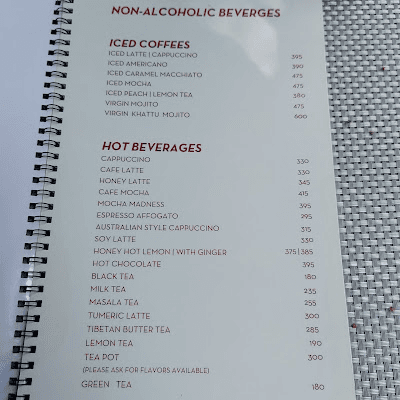 NON-ALCOHOLIC BEVERGES
ICED COFFEES
ICED LATTE | CAPPUCCINO 395
ICED AMERICANO 390
ICED CARAMEL MACCHIATO 475
ICED MOCHA 475
ICED PEACH | LEMON TEA 380
VIRGIN MOJITO 475
VIRGIN KHATTU MOJITO 600
HOT BEVERAGES
CAPPUCCINO 330
CAFE LATTE 330
HONEY LATTE 345
CAFE MOCHA 415
MOCHA MADNESS 395
ESPRESSO AFFOGATO 295
AUSTRALIAN STYLE CAPPUCCINO 325
SOY LATTE 330
HONEY HOT LEMON | WITH GINGER 375 | 385
HOT CHOCOLATE 395
BLACK TEA 180
MILK TEA 235
MASALA TEA 255
TUMERIC LATTE 300
TIBETAN BUTTER TEA 285
LEMON TEA 190
TEA POT 300
(PLEASE ASK FOR FLAVORS AVAILABLE)
GREEN TEA 180